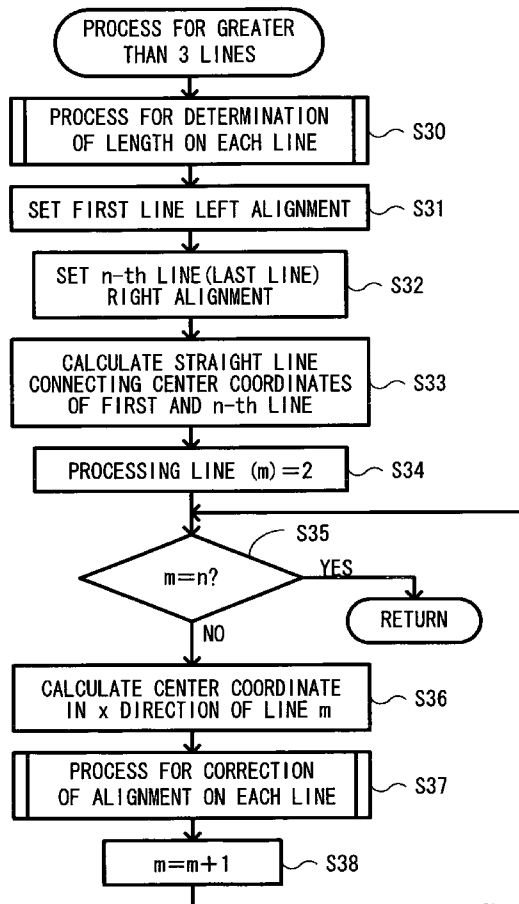 PROCESS FOR GREATER
THAN 3 LINES
PROCESS FOR DETERMINATION
OF LENGTH ON EACH LINE
S30
SET FIRST LINE LEFT ALIGNMENT
S31
SET n-th LINE(LAST LINE)
RIGHT ALIGNMENT
S32
CALCULATE STRAIGHT LINE
CONNECTING CENTER COORDINATES
OF FIRST AND n-th LINE
S33
PROCESSING LINE (m)=2
S34
S35
m=n?
YES
RETURN
NO
CALCULATE CENTER COORDINATE
IN x DIRECTION OF LINE m
S36
PROCESS FOR CORRECTION
OF ALIGNMENT ON EACH LINE
S37
m=m+1
S38